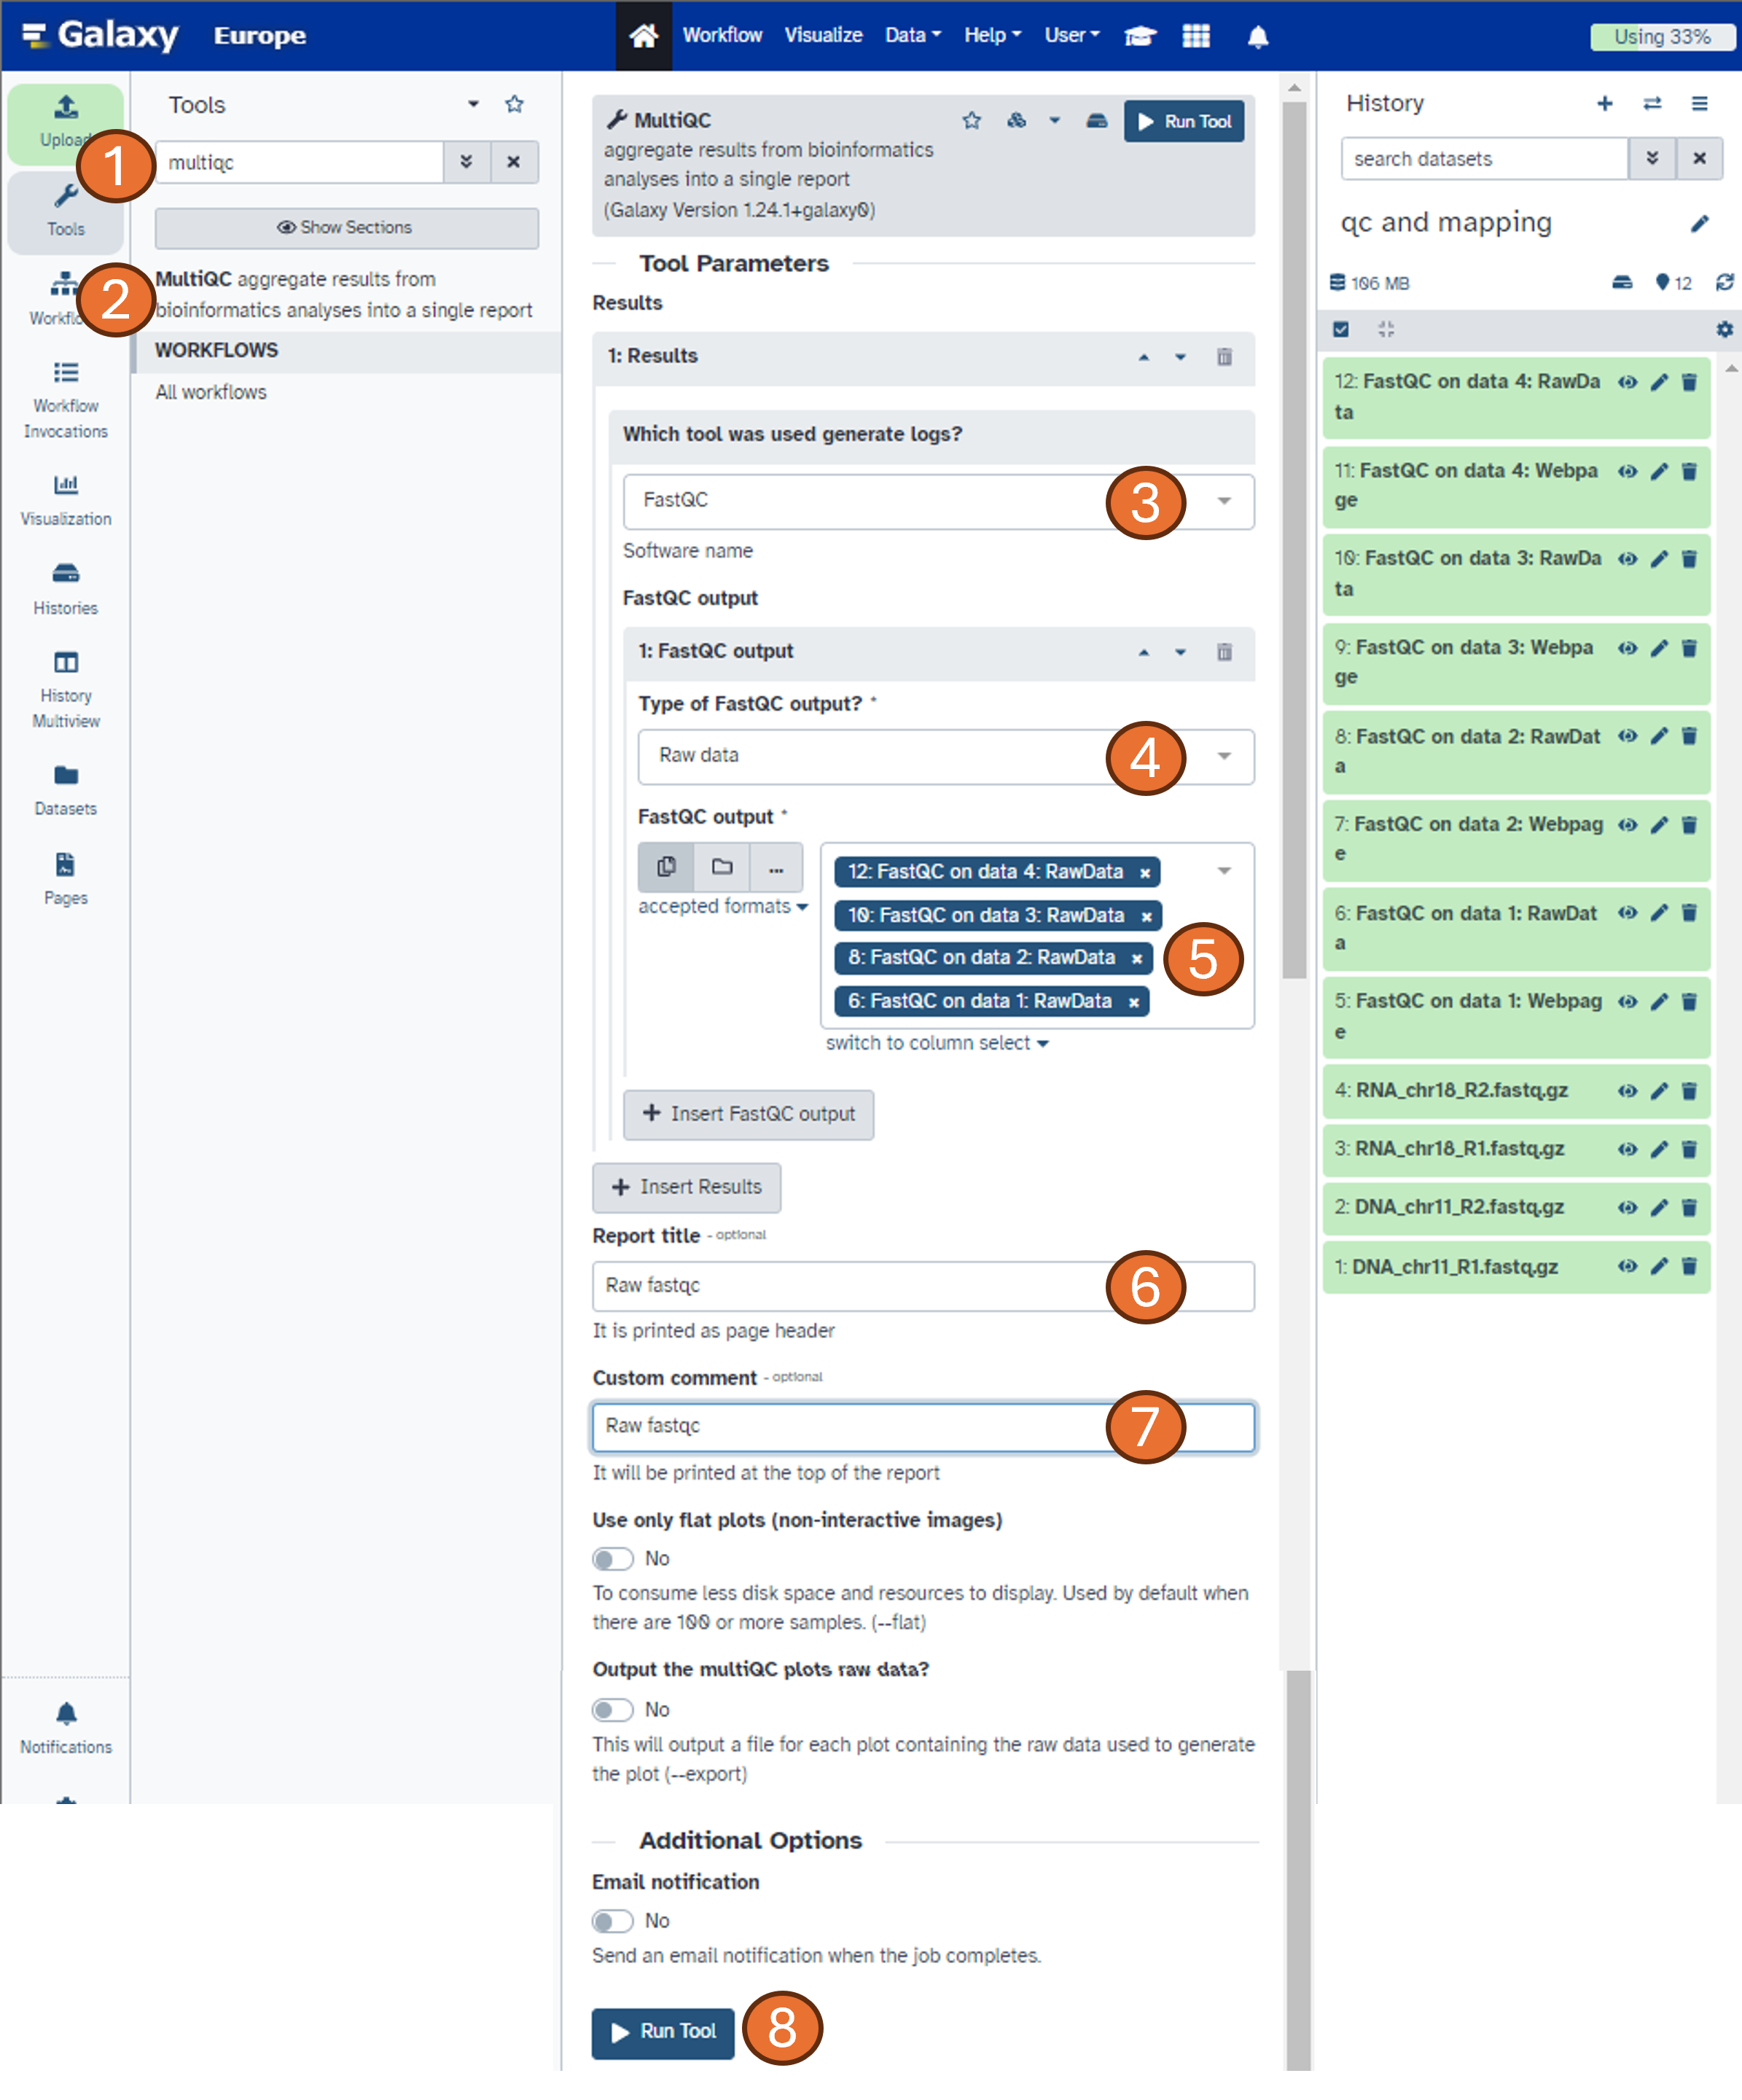 Galaxy Europe
Workflow Visualize Data Help User
Using 33%
Upload
Tools
Workflo
Workflow
Invocations
Visualization
Histories
History
Multiview
Datasets
Pages
Notifications
Tools
1
multiqc
Show Sections
2
MultiQC aggregate results from
bioinformatics analyses into a single report
WORKFLOWS
All workflows
MultiQC
Run Tool
aggregate results from bioinformatics
analyses into a single report
(Galaxy Version 1.24.1+galaxy0)
Tool Parameters
Results
1: Results
Which tool was used generate logs?
FastQC
3
Software name
FastQC output
1: FastQC output
Type of FastQC output? *
Raw data
4
FastQC output *
...
accepted formats
12: FastQC on data 4: RawData ×
10: FastQC on data 3: RawData ×
8: FastQC on data 2: RawData ×
6: FastQC on data 1: RawData ×
5
switch to column select
+ Insert FastQC output
+ Insert Results
Report title - optional
Raw fastqc
6
It is printed as page header
Custom comment - optional
Raw fastqc
7
It will be printed at the top of the report
Use only flat plots (non-interactive images)
No
To consume less disk space and resources to display. Used by default when
there are 100 or more samples. (--flat)
Output the multiQC plots raw data?
No
This will output a file for each plot containing the raw data used to generate
the plot (--export)
Additional Options
Email notification
No
Send an email notification when the job completes.
Run Tool
8
History
search datasets
qc and mapping
106 MB
12
12: FastQC on data 4: RawDa
ta
11: FastQC on data 4: Webpa
ge
10: FastQC on data 3: RawDa
ta
9: FastQC on data 3: Webpa
ge
8: FastQC on data 2: RawDat
a
7: FastQC on data 2: Webpag
e
6: FastQC on data 1: RawDat
a
5: FastQC on data 1: Webpag
e
4: RNA_chr18_R2.fastq.gz
3: RNA_chr18_R1.fastq.gz
2: DNA_chr11_R2.fastq.gz
1: DNA_chr11_R1.fastq.gz